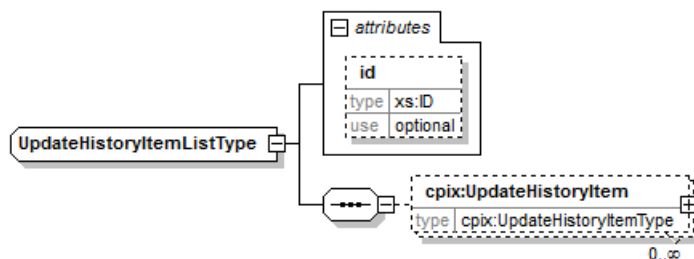 attributes
id
type xs:ID
use optional
UpdateHistoryItemListType
cpix:UpdateHistoryItem
type cpix:UpdateHistoryItemType
0..∞